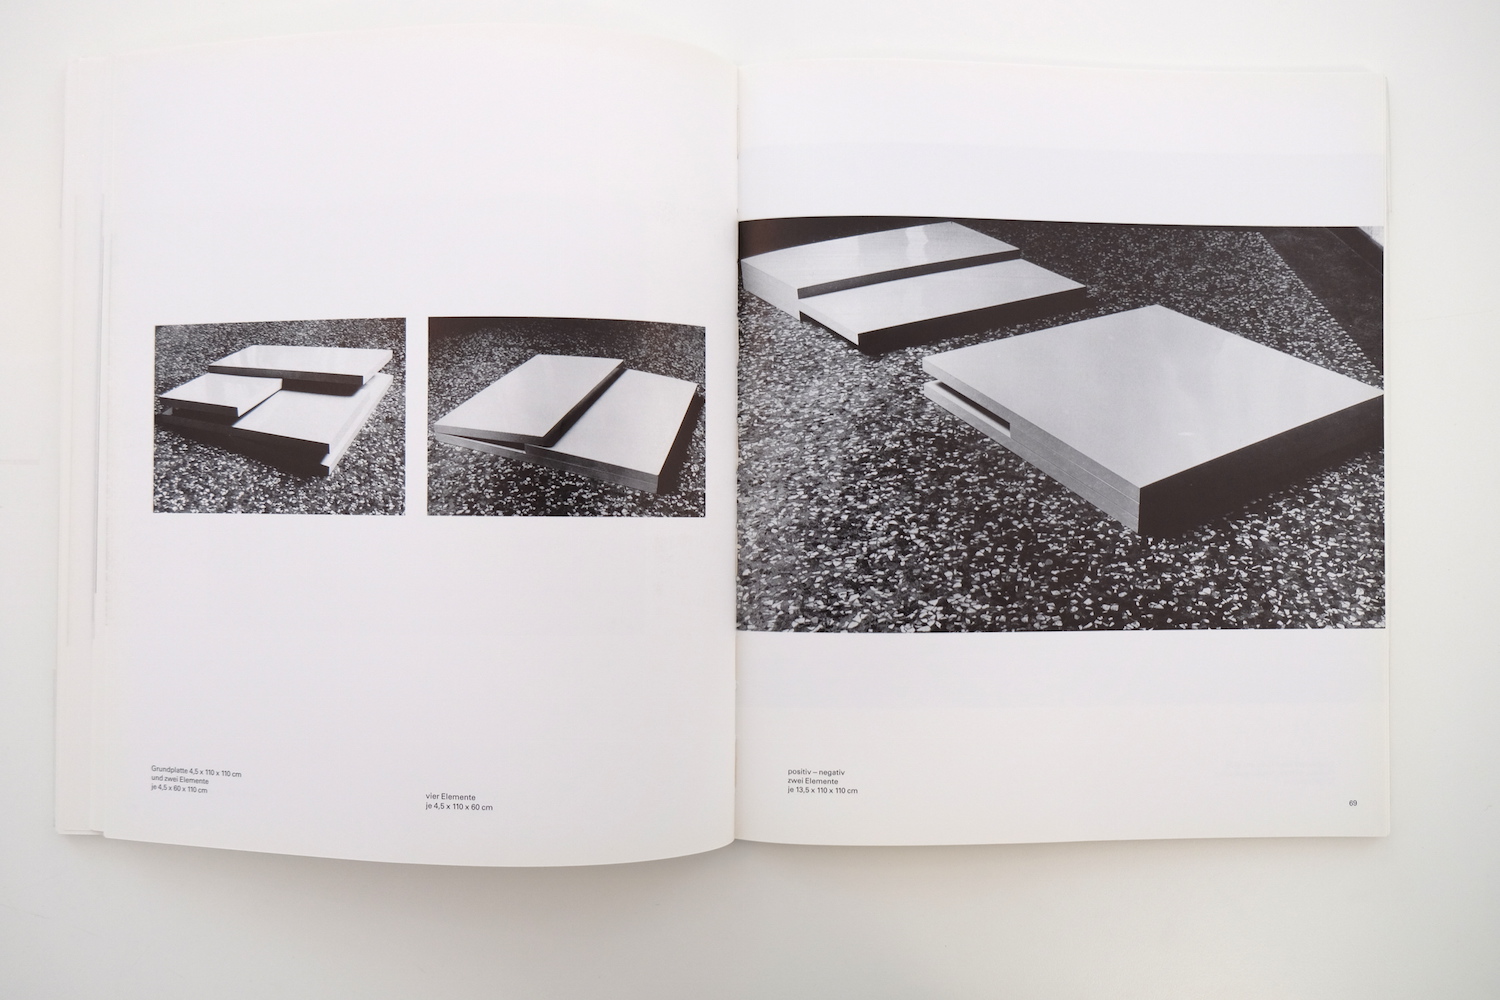 Grundplatte 4,5 x 110 x 110 cm
und zwei Elemente
je 4,5 x 60 x 110 cm
vier Elemente
je 4,5 x 110 x 60 cm
positiv – negativ
zwei Elemente
je 13,5 x 110 x 110 cm
69